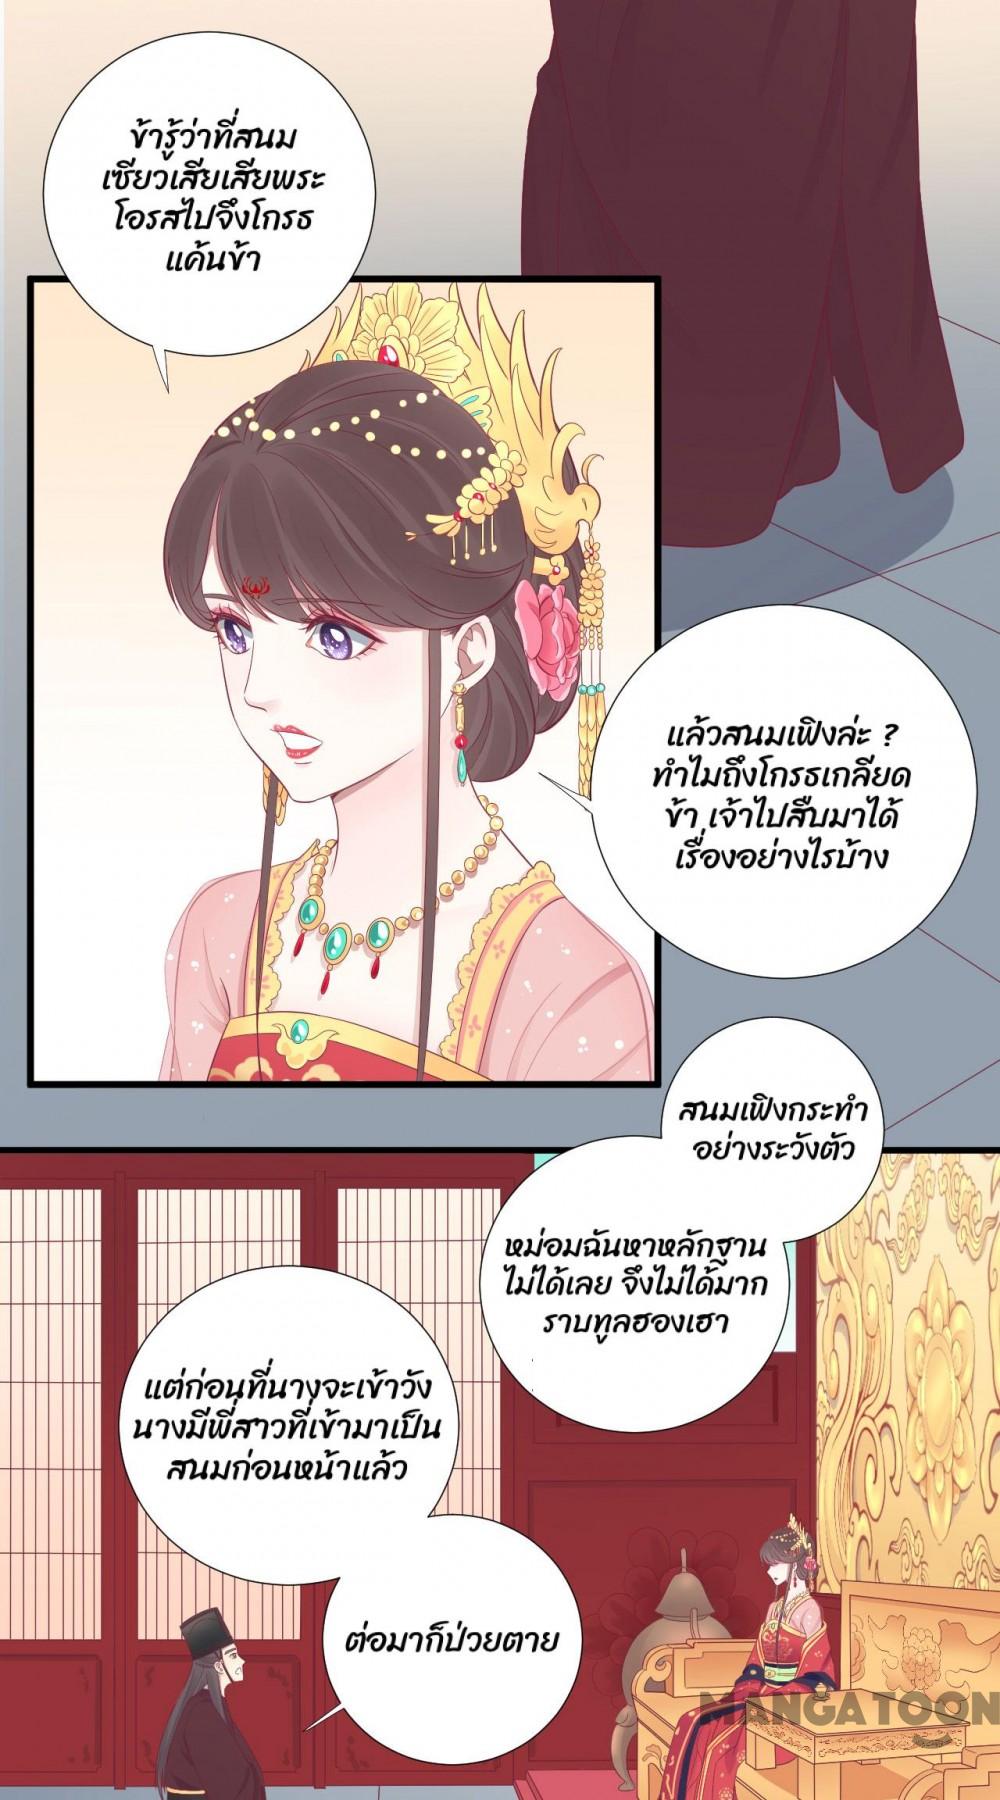 ข้ารู้ว่าที่สนม
เซียวเสียเสียพระ
โอรสไปจึงโกรธ
แค้นข้า
แล้วสนมเฟิงล่ะ ?
ทำไมถึงโกรธเกลียด
ข้า เจ้าไปสืบมาได้
เรื่องอย่างไรบ้าง
สนมเฟิงกระทำ
อย่างระวังตัว
หม่อมฉันหาหลักฐาน
ไม่ได้เลย จึงไม่ได้มาก
ราบทูลฮองเฮา
แต่ก่อนที่นางจะเข้าวัง
นางมีพี่สาวที่เข้ามาเป็น
สนมก่อนหน้าแล้ว
ต่อมาก็ป่วยตาย
MANGATOON